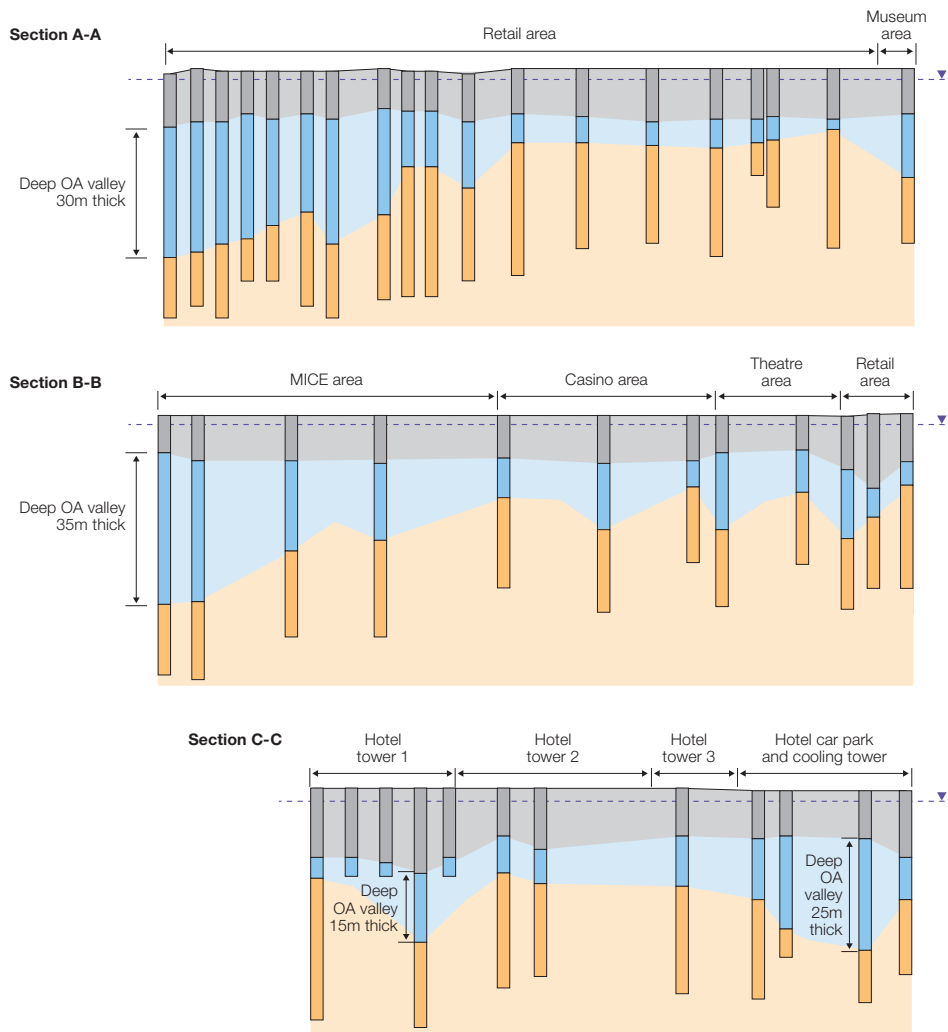 Section A-A
Retail area
Museum
area
Deep OA valley
30m thick
Section B-B
MICE area
Casino area
Theatre
area
Retail
area
Deep OA valley
35m thick
Section C-C
Hotel
tower 1
Hotel
tower 2
Hotel
tower 3
Hotel car park
and cooling tower
Deep
OA valley
15m thick
Deep
OA
valley
25m
thick